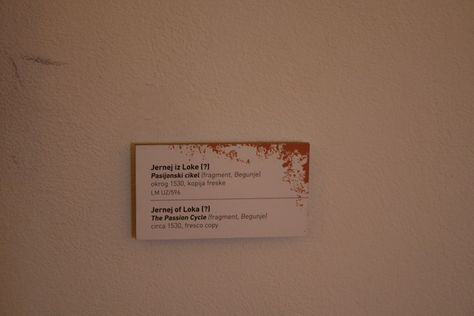 Jernej iz Loke (?)
Pasijonski cikel (fragment, Begunje)
okrog 1530, kopija freske
LM UZ/596
Jernej of Loka (?)
The Passion Cycle (fragment, Begunje)
circa 1530, fresco copy